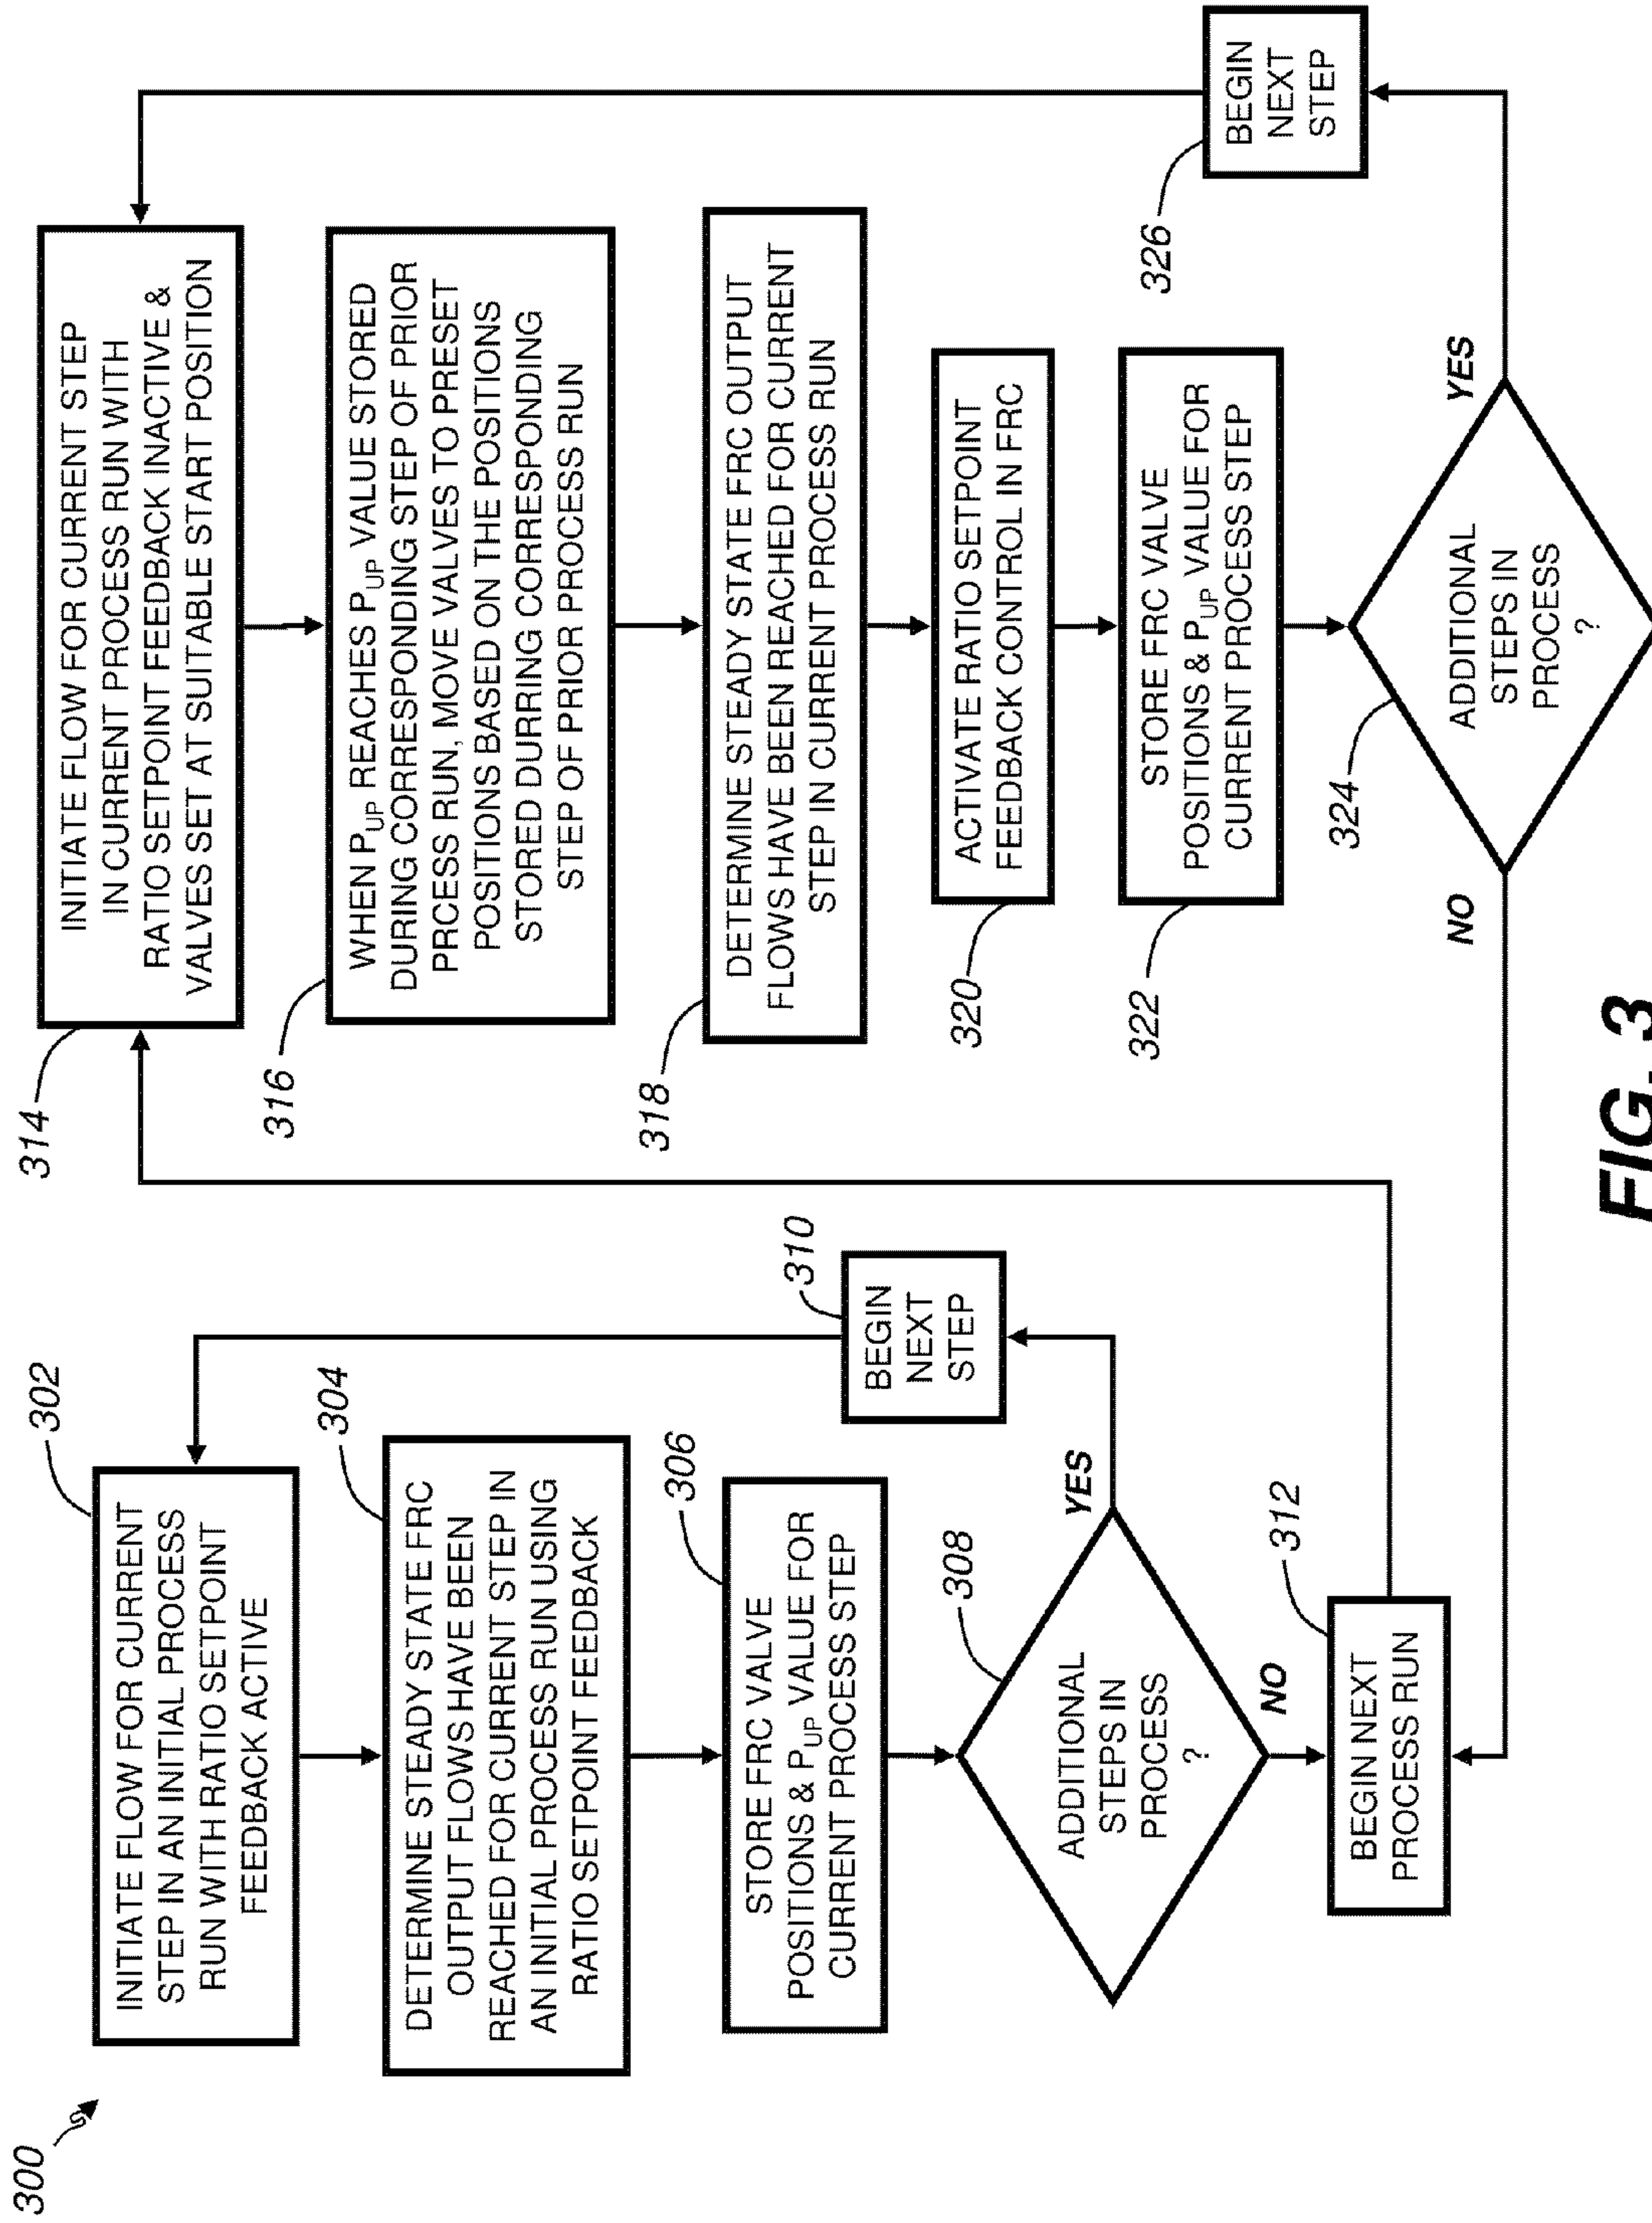 300
302
INITIATE FLOW FOR CURRENT
STEP IN AN INITIAL PROCESS
RUN WITH RATIO SETPOINT
FEEDBACK ACTIVE
304
DETERMINE STEADY STATE FRC
OUTPUT FLOWS HAVE BEEN
REACHED FOR CURRENT STEP IN
AN INITIAL PROCESS RUN USING
RATIO SETPOINT FEEDBACK
306
STORE FRC VALVE
POSITIONS & PUP VALUE FOR
CURRENT PROCESS STEP
308
ADDITIONAL
STEPS IN
PROCESS
?
YES
NO
310
BEGIN
NEXT
STEP
312
BEGIN NEXT
PROCESS RUN
314
INITIATE FLOW FOR CURRENT STEP
IN CURRENT PROCESS RUN WITH
RATIO SETPOINT FEEDBACK INACTIVE &
VALVES SET AT SUITABLE START POSITION
316
WHEN PUP REACHES PUP VALUE STORED
DURING CORRESPONDING STEP OF PRIOR
PRCESS RUN, MOVE VALVES TO PRESET
POSITIONS BASED ON THE POSITIONS
STORED DURRING CORRESPONDING
STEP OF PRIOR PROCESS RUN
318
DETERMINE STEADY STATE FRC OUTPUT
FLOWS HAVE BEEN REACHED FOR CURRENT
STEP IN CURRENT PROCESS RUN
320
ACTIVATE RATIO SETPOINT
FEEDBACK CONTROL IN FRC
322
STORE FRC VALVE
POSITIONS & PUP VALUE FOR
CURRENT PROCESS STEP
324
ADDITIONAL
STEPS IN
PROCESS
?
NO
YES
326
BEGIN
NEXT
STEP
FIG. 3